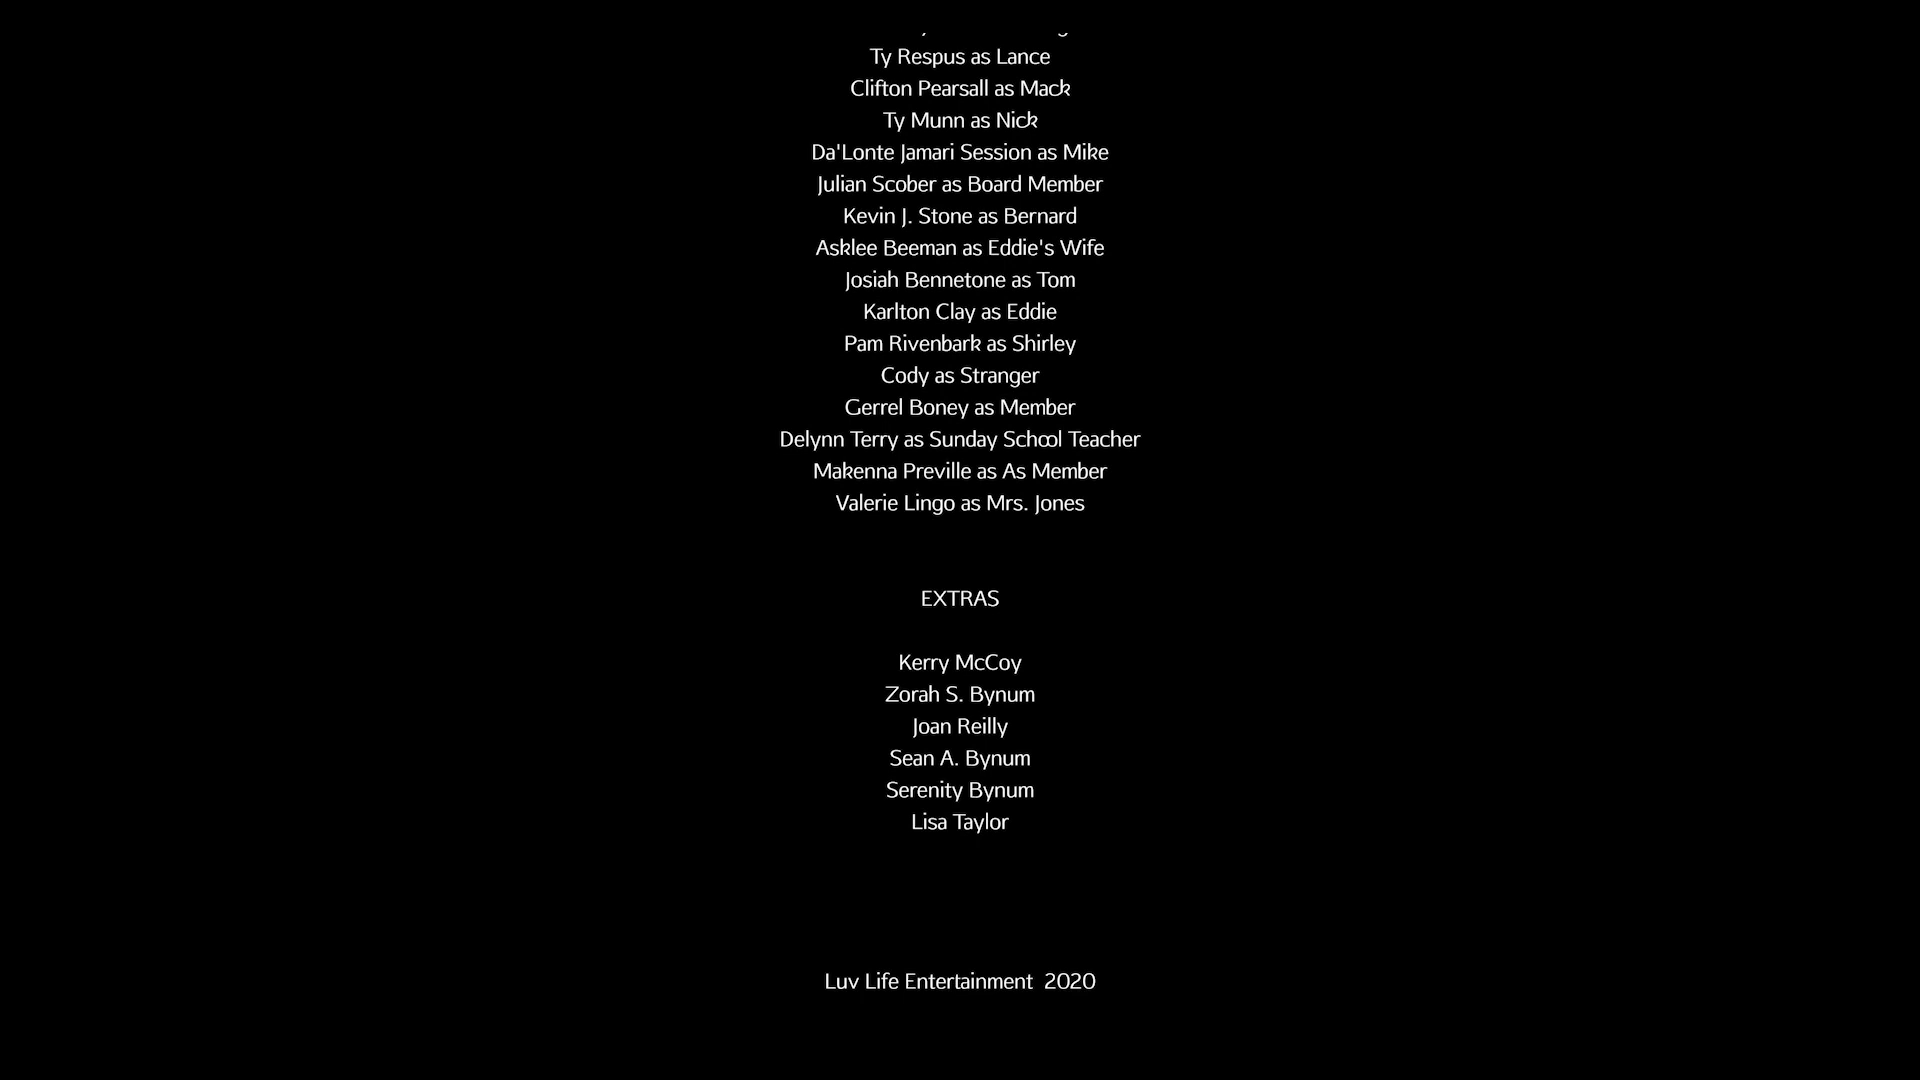 Ty Respus as Lance
Clifton Pearsall as Mack
Ty Munn as Nick
Da'Lonte Jamari Session as Mike
Julian Scober as Board Member
Kevin J. Stone as Bernard
Asklee Beeman as Eddie's Wife
Josiah Bennetone as Tom
Karlton Clay as Eddie
Pam Rivenbark as Shirley
Cody as Stranger
Gerrel Boney as Member
Delynn Terry as Sunday School Teacher
Makenna Preville as As Member
Valerie Lingo as Mrs. Jones
EXTRAS
Kerry McCoy
Zorah S. Bynum
Joan Reilly
Sean A. Bynum
Serenity Bynum
Lisa Taylor
Luv Life Entertainment 2020